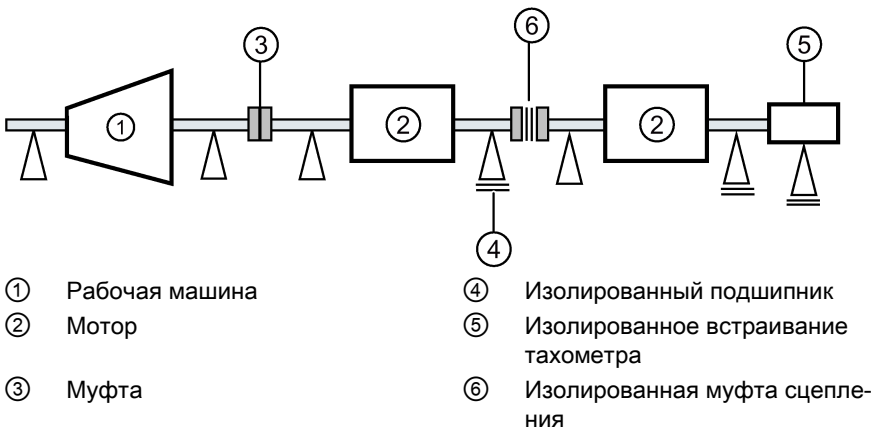 ③ ⑥ ⑤
① ② ②
④
① Рабочая машина ④ Изолированный подшипник
② Мотор ⑤ Изолированное встраивание
тахометра
③ Муфта ⑥ Изолированная муфта сцепле-
ния